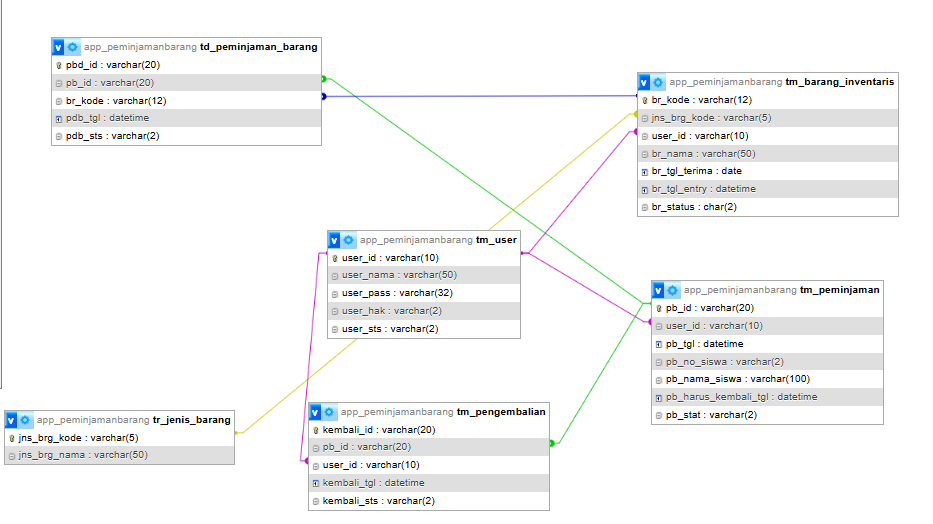 app_peminjamanbarang td_peminjaman_barang
pbd_id : varchar(20)
pb_id : varchar(20)
br_kode : varchar(12)
pdb_tgl : datetime
pdb_sts : varchar(2)
app_peminjamanbarang tm_barang_inventaris
br_kode : varchar(12)
jns_brg_kode : varchar(5)
user_id : varchar(10)
br_nama : varchar(50)
br_tgl_terima : date
br_tgl_entry : datetime
br_status : char(2)
app_peminjamanbarang tm_user
user_id : varchar(10)
user_nama : varchar(50)
user_pass : varchar(32)
user_hak : varchar(2)
user_sts : varchar(2)
app_peminjamanbarang tm_peminjaman
pb_id : varchar(20)
user_id : varchar(10)
pb_tgl : datetime
pb_no_siswa : varchar(2)
pb_nama_siswa : varchar(100)
pb_harus_kembali_tgl : datetime
pb_stat : varchar(2)
app_peminjamanbarang tr_jenis_barang
jns_brg_kode : varchar(5)
jns_brg_nama : varchar(50)
app_peminjamanbarang tm_pengembalian
kembali_id : varchar(20)
pb_id : varchar(20)
user_id : varchar(10)
kembali_tgl : datetime
kembali_sts : varchar(2)